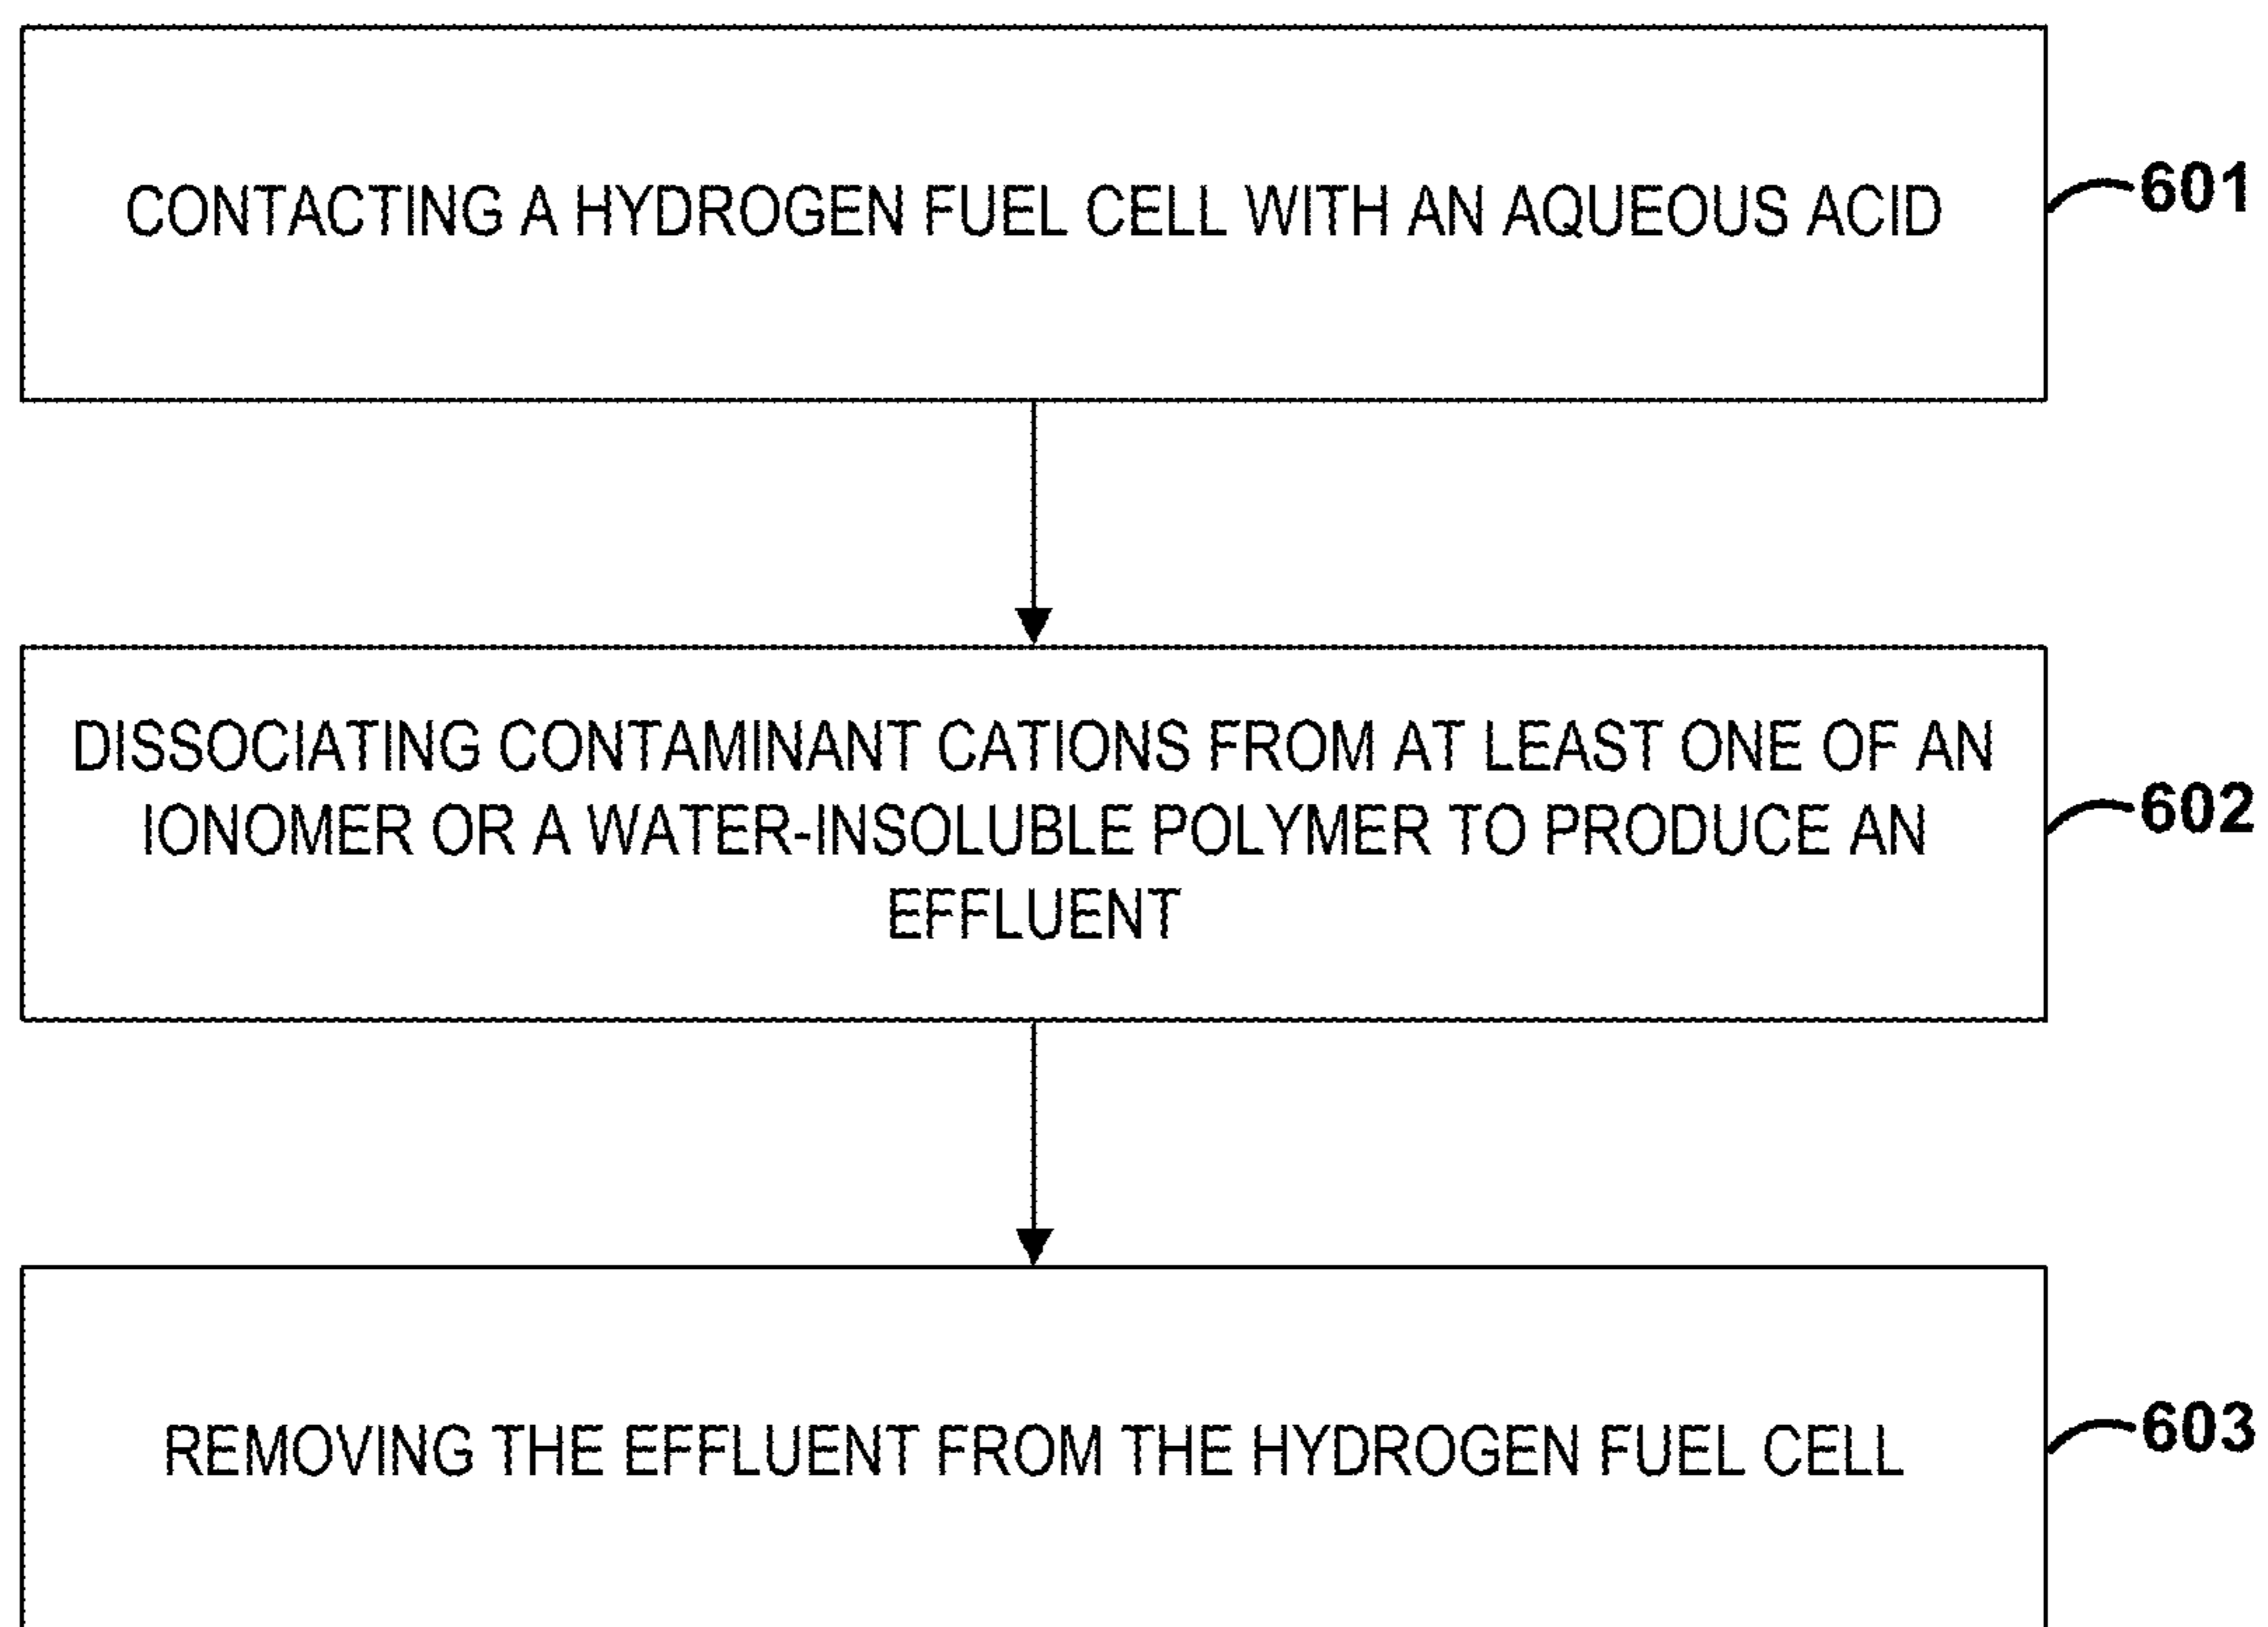 CONTACTING A HYDROGEN FUEL CELL WITH AN AQUEOUS ACID
601
DISSOCIATING CONTAMINANT CATIONS FROM AT LEAST ONE OF AN
IONOMER OR A WATER-INSOLUBLE POLYMER TO PRODUCE AN
EFFLUENT
602
REMOVING THE EFFLUENT FROM THE HYDROGEN FUEL CELL
603